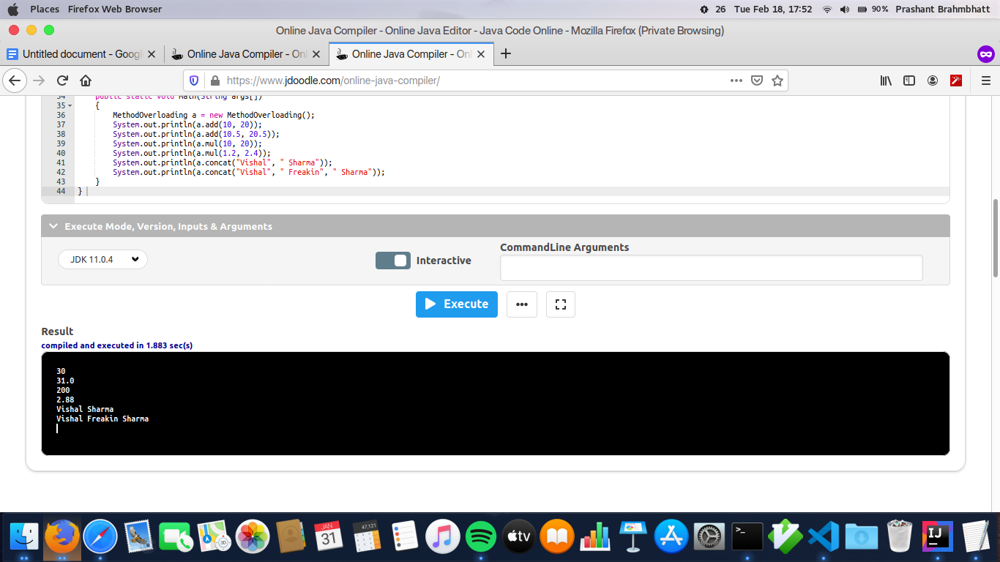 Places Firefox Web Browser 26 Tue Feb 18, 17:52 90% Prashant Brahmbhatt
Online Java Compiler - Online Java Editor - Java Code Online - Mozilla Firefox (Private Browsing)
Untitled document - Googl Online Java Compiler - Onl Online Java Compiler - Onl
https://www.jdoodle.com/online-java-compiler/
34 public static void main(String args[])
35 {
36 MethodOverloading a = new MethodOverloading();
37 System.out.println(a.add(10, 20));
38 System.out.println(a.add(10.5, 20.5));
39 System.out.println(a.mul(10, 20));
40 System.out.println(a.mul(1.2, 2.4));
41 System.out.println(a.concat("Vishal", " Sharma"));
42 System.out.println(a.concat("Vishal", " Freakin", " Sharma"));
43 }
44 }
Execute Mode, Version, Inputs & Arguments
CommandLine Arguments
JDK 11.0.4 Interactive
Execute
Result
compiled and executed in 1.883 sec(s)
30
31.0
200
2.88
Vishal Sharma
Vishal Freakin Sharma
3D JAN 31 47,121 tv >_ IJ